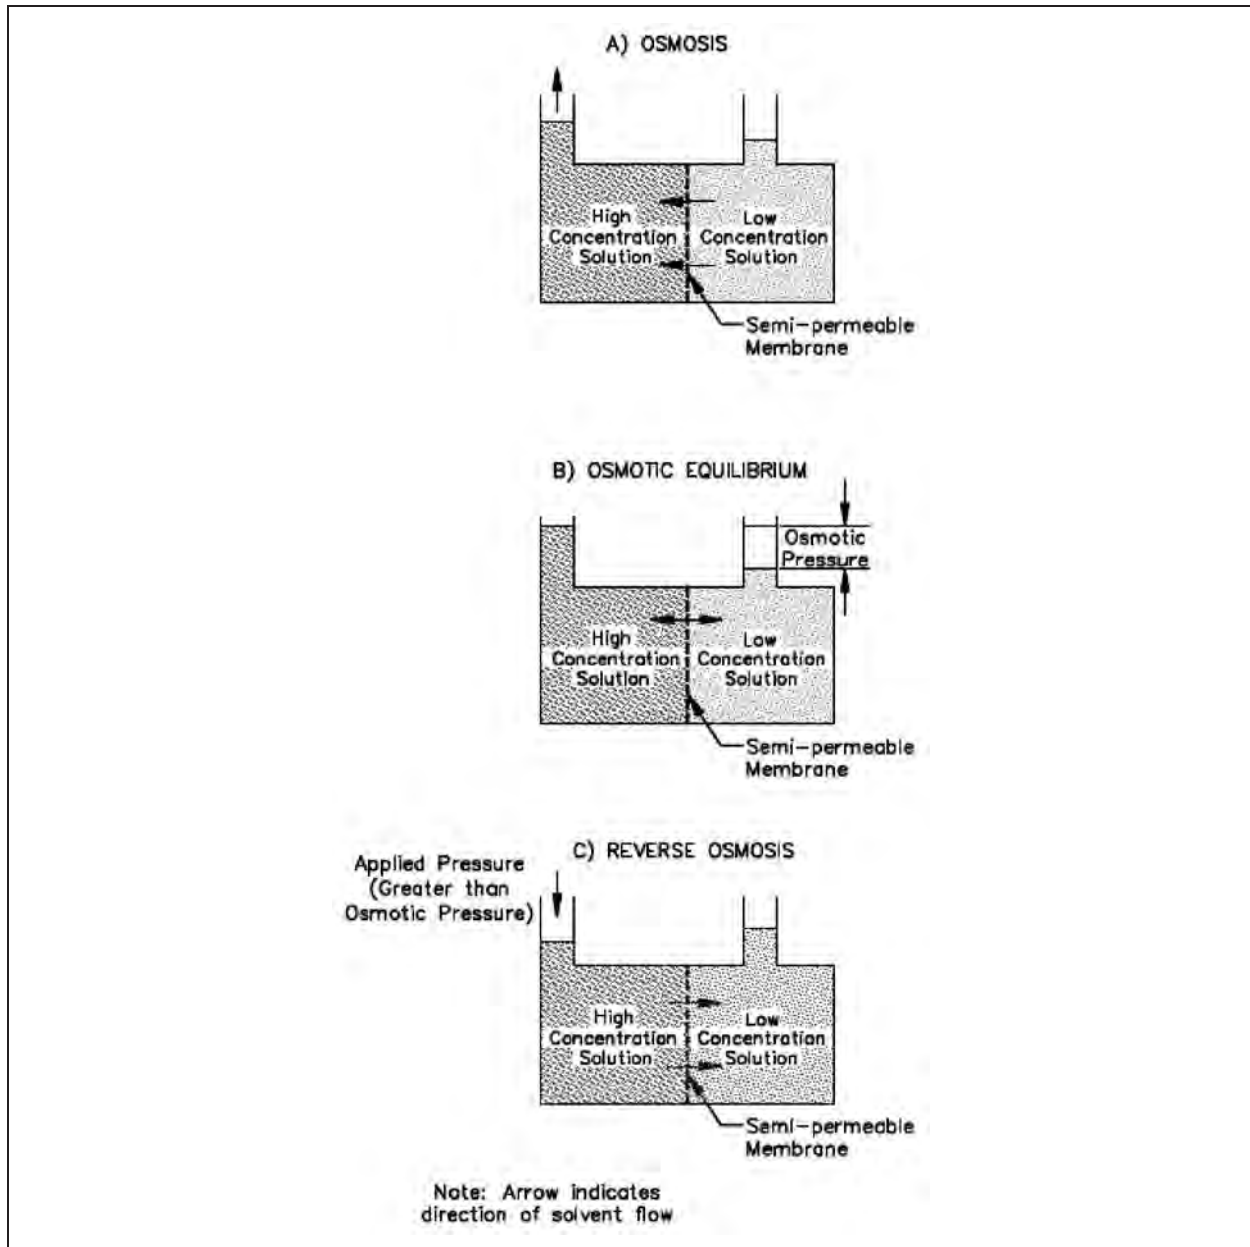 A) OSMOSIS
High
Concentration
Solution
Low
Concentration
Solution
Semi-permeable
Membrane
B) OSMOTIC EQUILIBRIUM
Osmotic
Pressure
High
Concentration
Solution
Low
Concentration
Solution
Semi-permeable
Membrane
C) REVERSE OSMOSIS
Applied Pressure
(Greater than
Osmotic Pressure)
High
Concentration
Solution
Low
Concentration
Solution
Semi-permeable
Membrane
Note: Arrow indicates
direction of solvent flow